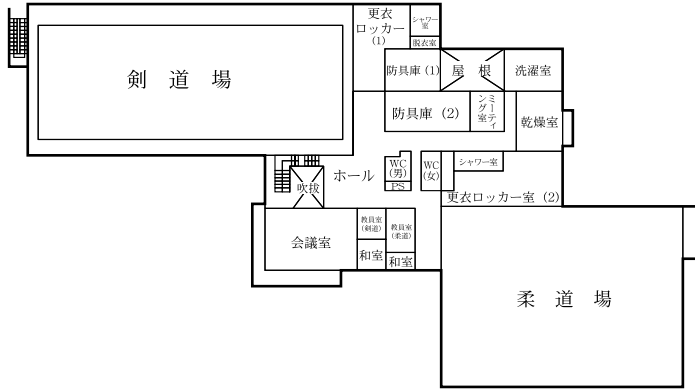 更衣
ロッカー
(1)
シャワー
室
脱衣室
剣道場
防具庫(1)
屋根
洗濯室
防具庫(2)
ミーティ
ング室
乾燥室
WC
(男)
PS
WC
(女)
シャワー室
ホール
吹抜
更衣ロッカー室(2)
会議室
教員室
(剣道)
教員室
(柔道)
和室
和室
柔道場